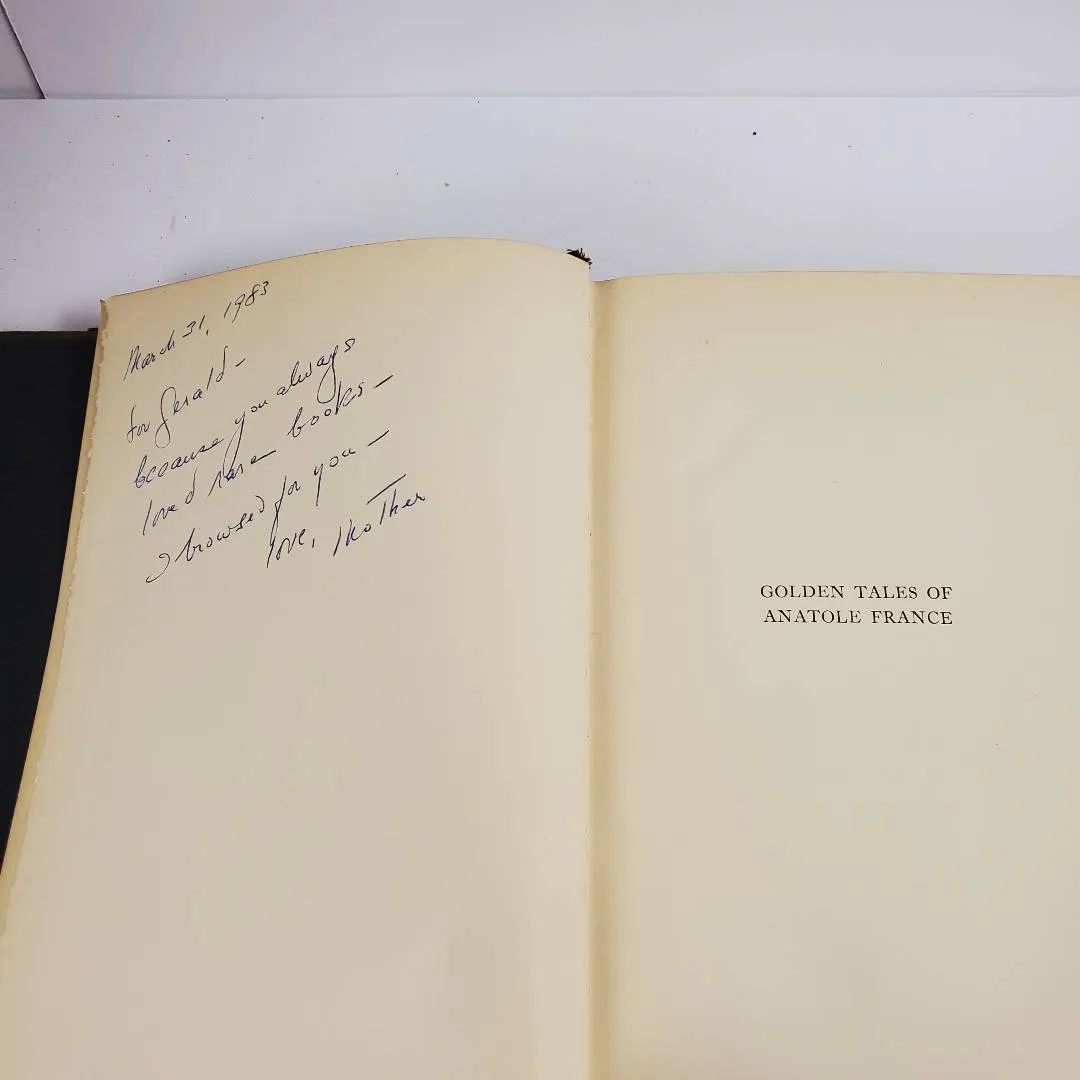 March 31, 1983
for Gerald –
because you always
loved rare books –
I browsed for you –
love, Mother
GOLDEN TALES OF
ANATOLE FRANCE